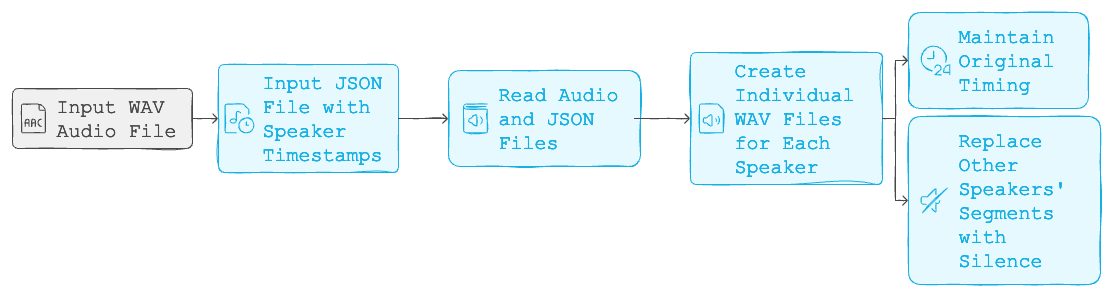 Input WAV
Audio File
AAC
Input JSON
File with
Speaker
Timestamps
Read Audio
and JSON
Files
Create
Individual
WAV Files
for Each
Speaker
Maintain
Original
Timing
24
Replace
Other
Speakers'
Segments
with
Silence